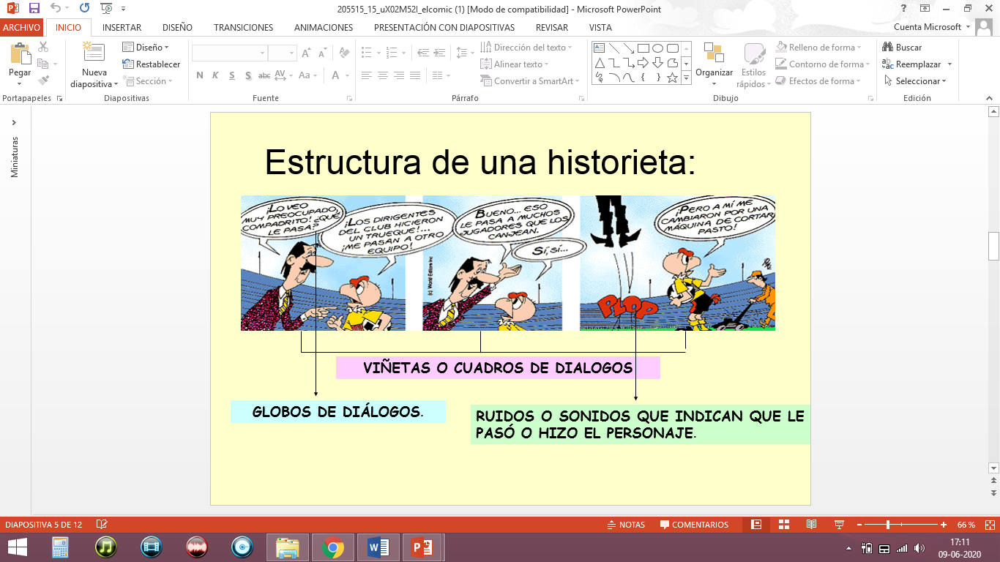 205515_15_uX02M52l_elcomic (1) [Modo de compatibilidad] - Microsoft PowerPoint
ARCHIVO INICIO INSERTAR DISEÑO TRANSICIONES ANIMACIONES PRESENTACIÓN CON DIAPOSITIVAS REVISAR VISTA Cuenta Microsoft
Pegar
Portapapeles
Nueva
diapositiva
Diseño
Restablecer
Sección
Diapositivas
N K S S abc AV Aa A
Fuente
Dirección del texto
Alinear texto
Convertir a SmartArt
Párrafo
Organizar
Estilos
rápidos
Relleno de forma
Contorno de forma
Efectos de forma
Dibujo
Buscar
Reemplazar
Seleccionar
Edición
Miniaturas
Estructura de una historieta:
¡LO VEO
MUY PREOCUPADO,
COMPADRITO! ¿QUÉ
LE PASA?
¡LOS DIRIGENTES
DEL CLUB HICIERON
UN TRUEQUE!...
¡ME PASAN A OTRO
EQUIPO!
BUENO... ESO
LE PASA A MUCHOS
JUGADORES QUE LOS
CANJEAN.
SÍ, SÍ...
(c) World Editors Inc
¡PERO A MÍ ME
CAMBIARON POR UNA
MÁQUINA DE CORTAR
PASTO!
PLOP
VIÑETAS O CUADROS DE DIALOGOS
GLOBOS DE DIÁLOGOS.
RUIDOS O SONIDOS QUE INDICAN QUE LE
PASÓ O HIZO EL PERSONAJE.
DIAPOSITIVA 5 DE 12 NOTAS COMENTARIOS 66 %
17:11
09-06-2020